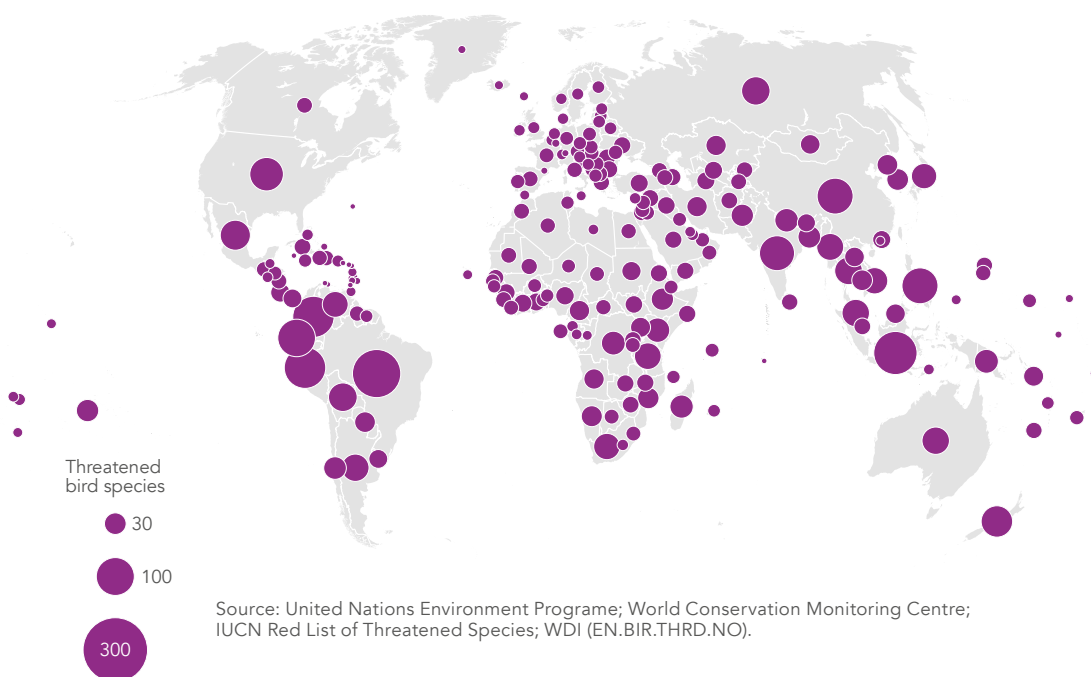 Threatened
bird species
30
100
300
Source: United Nations Environment Programe; World Conservation Monitoring Centre;
IUCN Red List of Threatened Species; WDI (EN.BIR.THRD.NO).